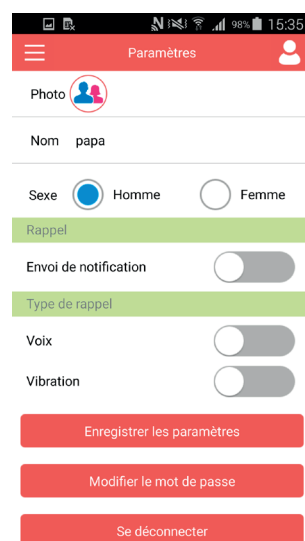 98% 15:35
Paramètres
Photo
Nom papa
Sexe Homme Femme
Rappel
Envoi de notification
Type de rappel
Voix
Vibration
Enregistrer les paramètres
Modifier le mot de passe
Se déconnecter